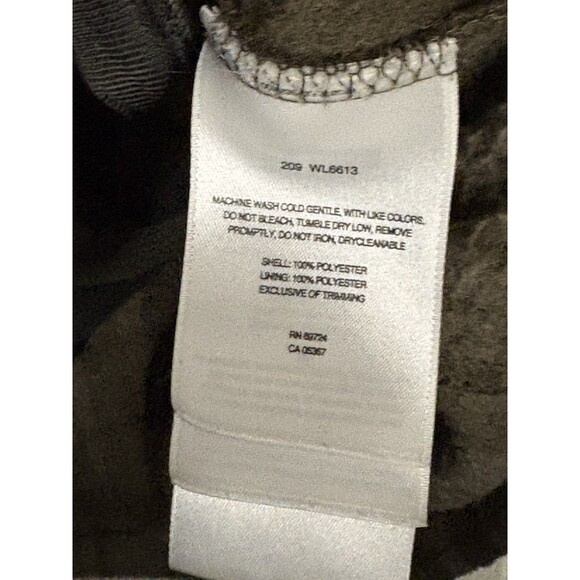 209 WL6613
MACHINE WASH COLD GENTLE, WITH LIKE COLORS.
DO NOT BLEACH, TUMBLE DRY LOW, REMOVE
PROMPTLY, DO NOT IRON, DRYCLEANABLE
SHELL: 100% POLYESTER
LINING: 100% POLYESTER
EXCLUSIVE OF TRIMMING
RN 69724
CA 05367